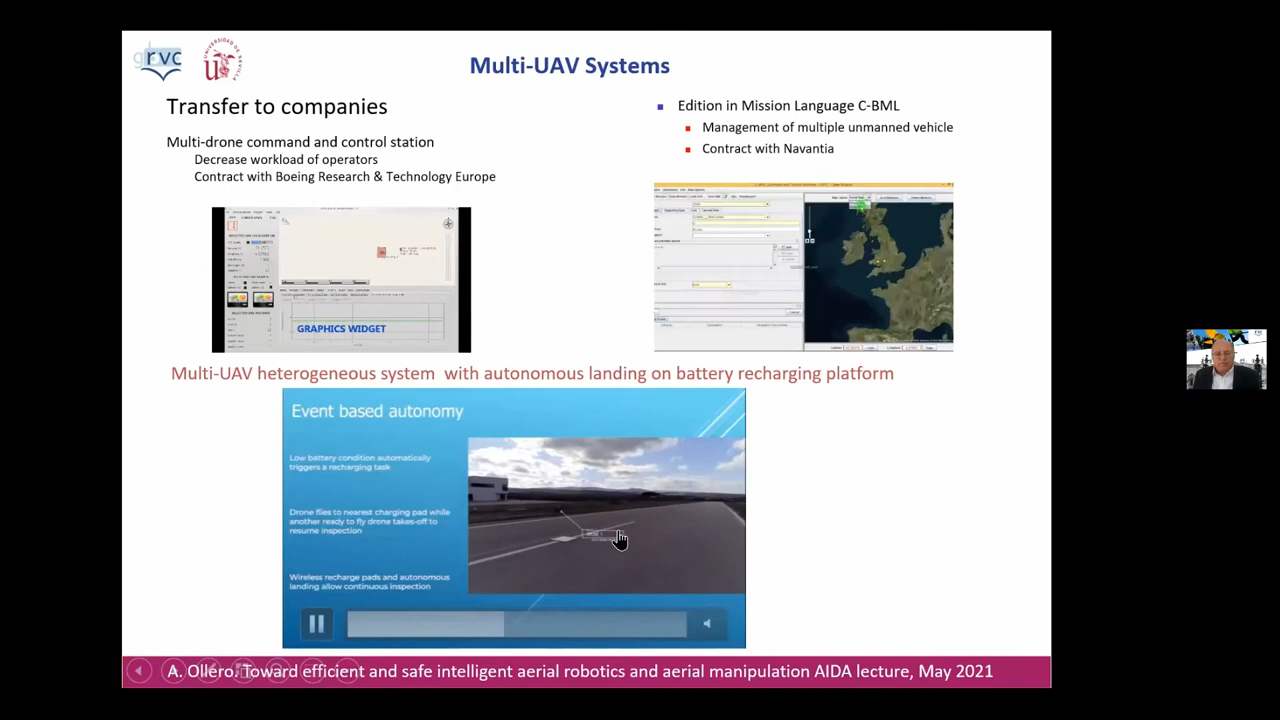 grvc
UNIVERSIDAD DE SEVILLA
Multi-UAV Systems
Transfer to companies
Multi-drone command and control station
Decrease workload of operators
Contract with Boeing Research & Technology Europe
Edition in Mission Language C-BML
Management of multiple unmanned vehicle
Contract with Navantia
GRAPHICS WIDGET
Multi-UAV heterogeneous system with autonomous landing on battery recharging platform
Event based autonomy
Low battery condition automatically
triggers a recharging task
Drone flies to nearest charging pad while
another ready to fly drone takes-off to
resume inspection
Wireless recharge pads and autonomous
landing allow continuous inspection
A. Ollero. Toward efficient and safe intelligent aerial robotics and aerial manipulation AIDA lecture, May 2021